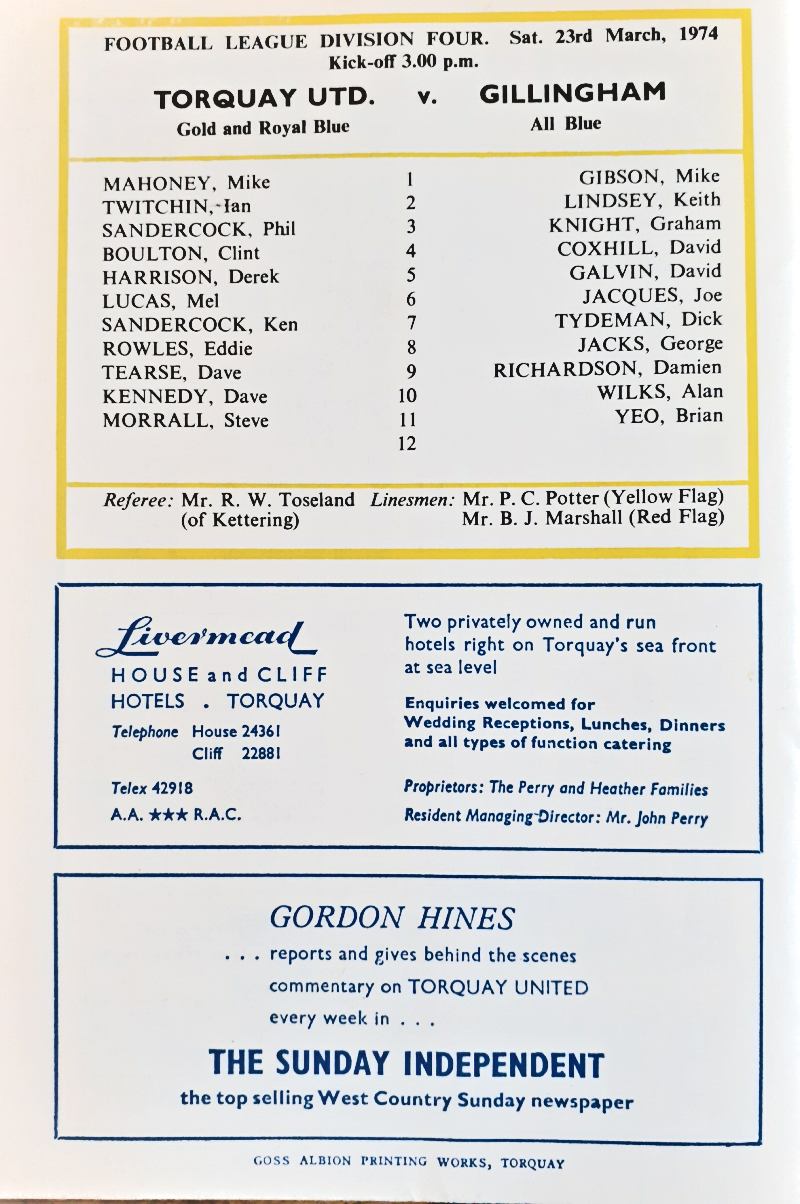 FOOTBALL LEAGUE DIVISION FOUR. Sat. 23rd March, 1974
Kick-off 3.00 p.m.
TORQUAY UTD. v. GILLINGHAM
Gold and Royal Blue All Blue
MAHONEY, Mike 1 GIBSON, Mike
TWITCHIN, Ian 2 LINDSEY, Keith
SANDERCOCK, Phil 3 KNIGHT, Graham
BOULTON, Clint 4 COXHILL, David
HARRISON, Derek 5 GALVIN, David
LUCAS, Mel 6 JACQUES, Joe
SANDERCOCK, Ken 7 TYDEMAN, Dick
ROWLES, Eddie 8 JACKS, George
TEARSE, Dave 9 RICHARDSON, Damien
KENNEDY, Dave 10 WILKS, Alan
MORRALL, Steve 11 YEO, Brian
12
Referee: Mr. R. W. Toseland Linesmen: Mr. P. C. Potter (Yellow Flag)
(of Kettering) Mr. B. J. Marshall (Red Flag)
Livermead
HOUSE and CLIFF
HOTELS . TORQUAY
Telephone House 24361
Cliff 22881
Telex 42918
A.A. ★★★ R.A.C.
Two privately owned and run
hotels right on Torquay's sea front
at sea level
Enquiries welcomed for
Wedding Receptions, Lunches, Dinners
and all types of function catering
Proprietors: The Perry and Heather Families
Resident Managing Director: Mr. John Perry
GORDON HINES
. . . reports and gives behind the scenes
commentary on TORQUAY UNITED
every week in . . .
THE SUNDAY INDEPENDENT
the top selling West Country Sunday newspaper
GOSS ALBION PRINTING WORKS, TORQUAY